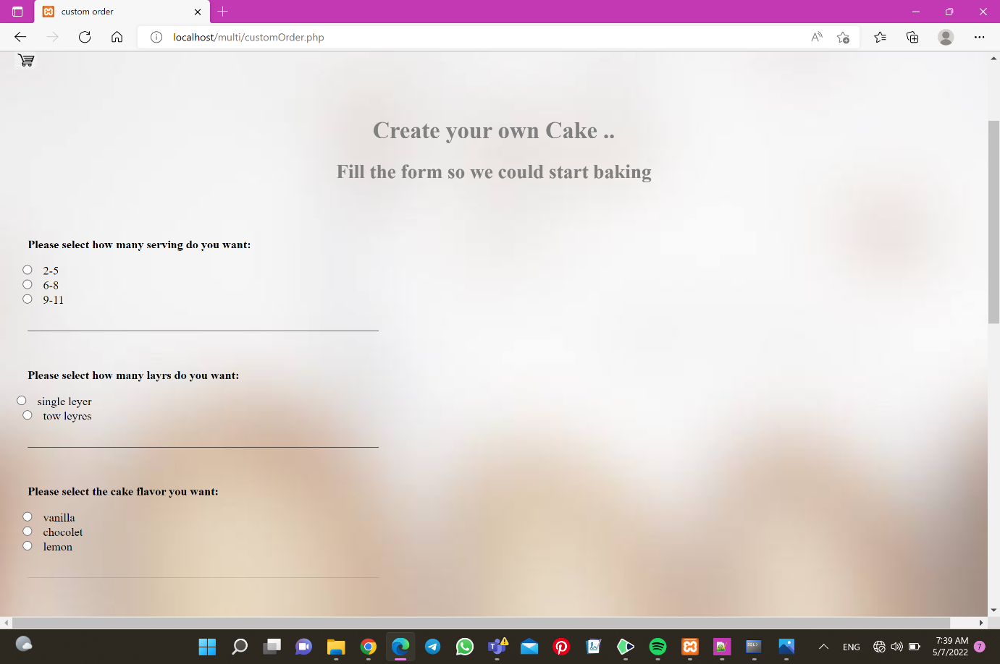 custom order
localhost/multi/customOrder.php
Create your own Cake ..
Fill the form so we could start baking
Please select how many serving do you want:
2-5
6-8
9-11
Please select how many layrs do you want:
single leyer
tow leyres
Please select the cake flavor you want:
vanilla
chocolet
lemon
ENG
7:39 AM
5/7/2022
7